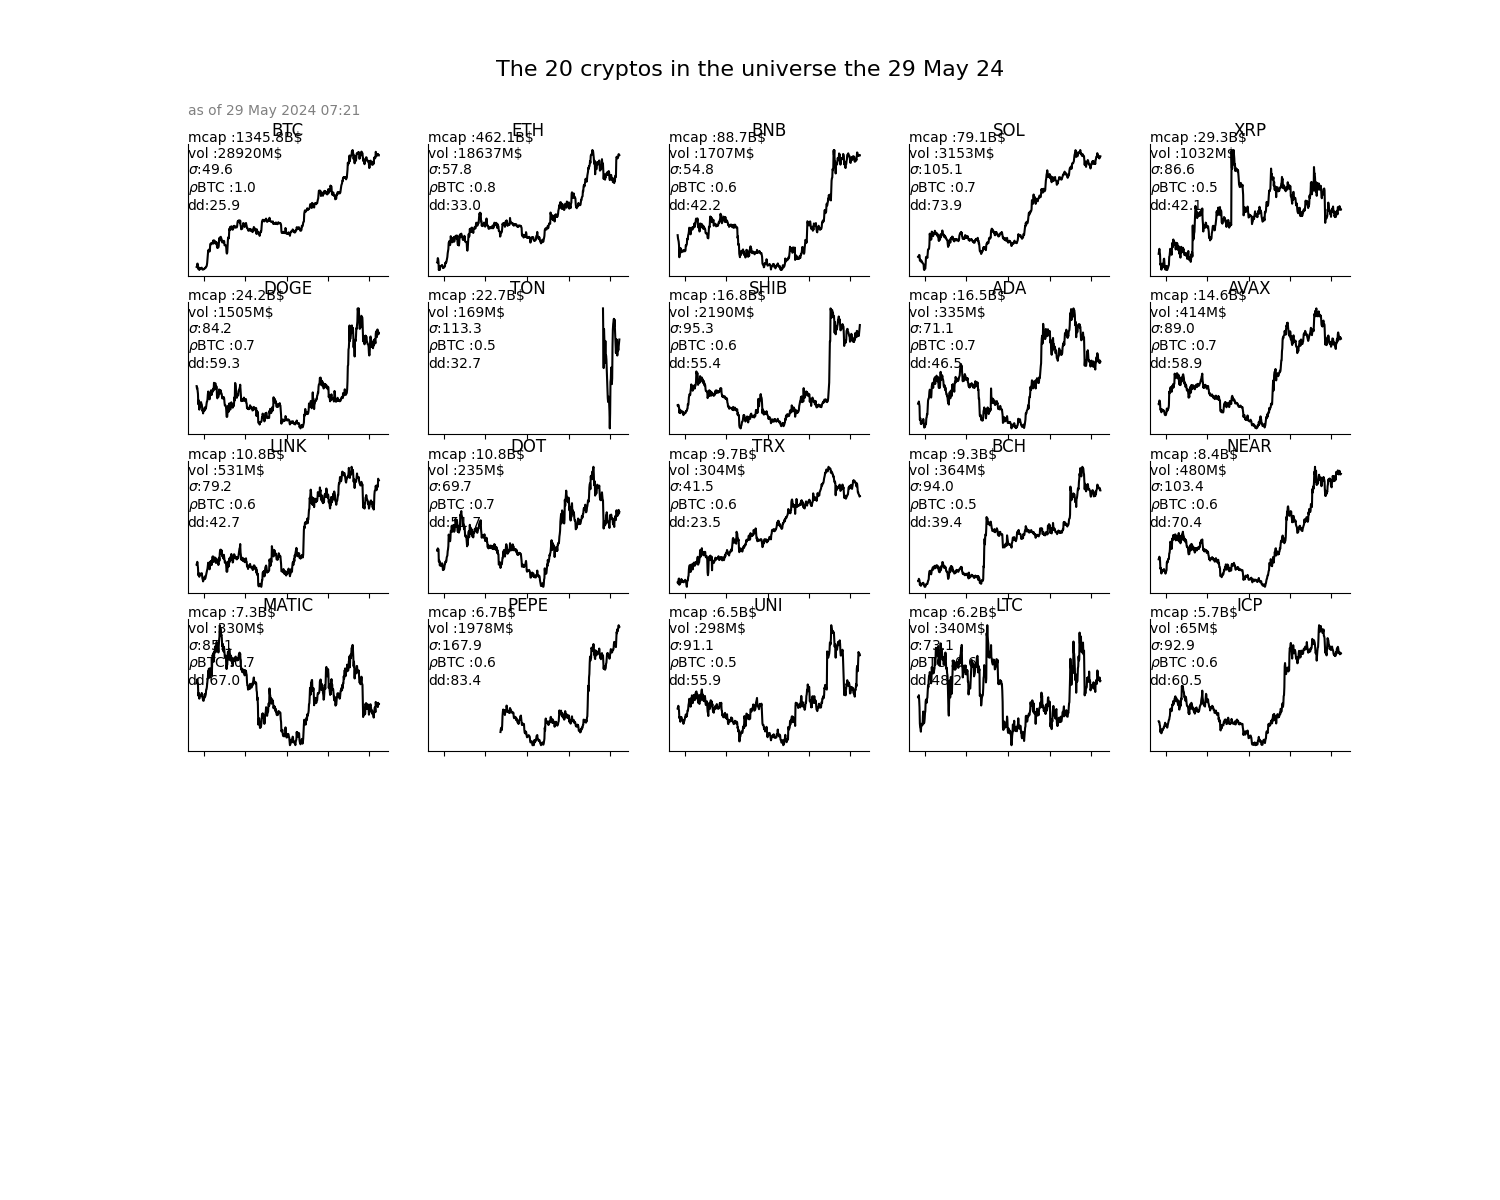 The 20 cryptos in the universe the 29 May 24
as of 29 May 2024 07:21
BTC
mcap :1345.8B$
vol :28920M$
σ:49.6
ρBTC :1.0
dd:25.9
ETH
mcap :462.1B$
vol :18637M$
σ:57.8
ρBTC :0.8
dd:33.0
BNB
mcap :88.7B$
vol :1707M$
σ:54.8
ρBTC :0.6
dd:42.2
SOL
mcap :79.1B$
vol :3153M$
σ:105.1
ρBTC :0.7
dd:73.9
XRP
mcap :29.3B$
vol :1032M$
σ:86.6
ρBTC :0.5
dd:42.1
DOGE
mcap :24.2B$
vol :1505M$
σ:84.2
ρBTC :0.7
dd:59.3
TON
mcap :22.7B$
vol :169M$
σ:113.3
ρBTC :0.5
dd:32.7
SHIB
mcap :16.8B$
vol :2190M$
σ:95.3
ρBTC :0.6
dd:55.4
ADA
mcap :16.5B$
vol :335M$
σ:71.1
ρBTC :0.7
dd:46.5
AVAX
mcap :14.6B$
vol :414M$
σ:89.0
ρBTC :0.7
dd:58.9
LINK
mcap :10.8B$
vol :531M$
σ:79.2
ρBTC :0.6
dd:42.7
DOT
mcap :10.8B$
vol :235M$
σ:69.7
ρBTC :0.7
TRX
mcap :9.7B$
vol :304M$
σ:41.5
ρBTC :0.6
dd:23.5
BCH
mcap :9.3B$
vol :364M$
σ:94.0
ρBTC :0.5
dd:39.4
NEAR
mcap :8.4B$
vol :480M$
σ:103.4
ρBTC :0.6
dd:70.4
MATIC
mcap :7.3B$
vol :330M$
ρBTC :0.7
dd:67.0
PEPE
mcap :6.7B$
vol :1978M$
σ:167.9
ρBTC :0.6
dd:83.4
UNI
mcap :6.5B$
vol :298M$
σ:91.1
ρBTC :0.5
dd:55.9
LTC
mcap :6.2B$
vol :340M$
σ:73.1
dd:48.2
ICP
mcap :5.7B$
vol :65M$
σ:92.9
ρBTC :0.6
dd:60.5